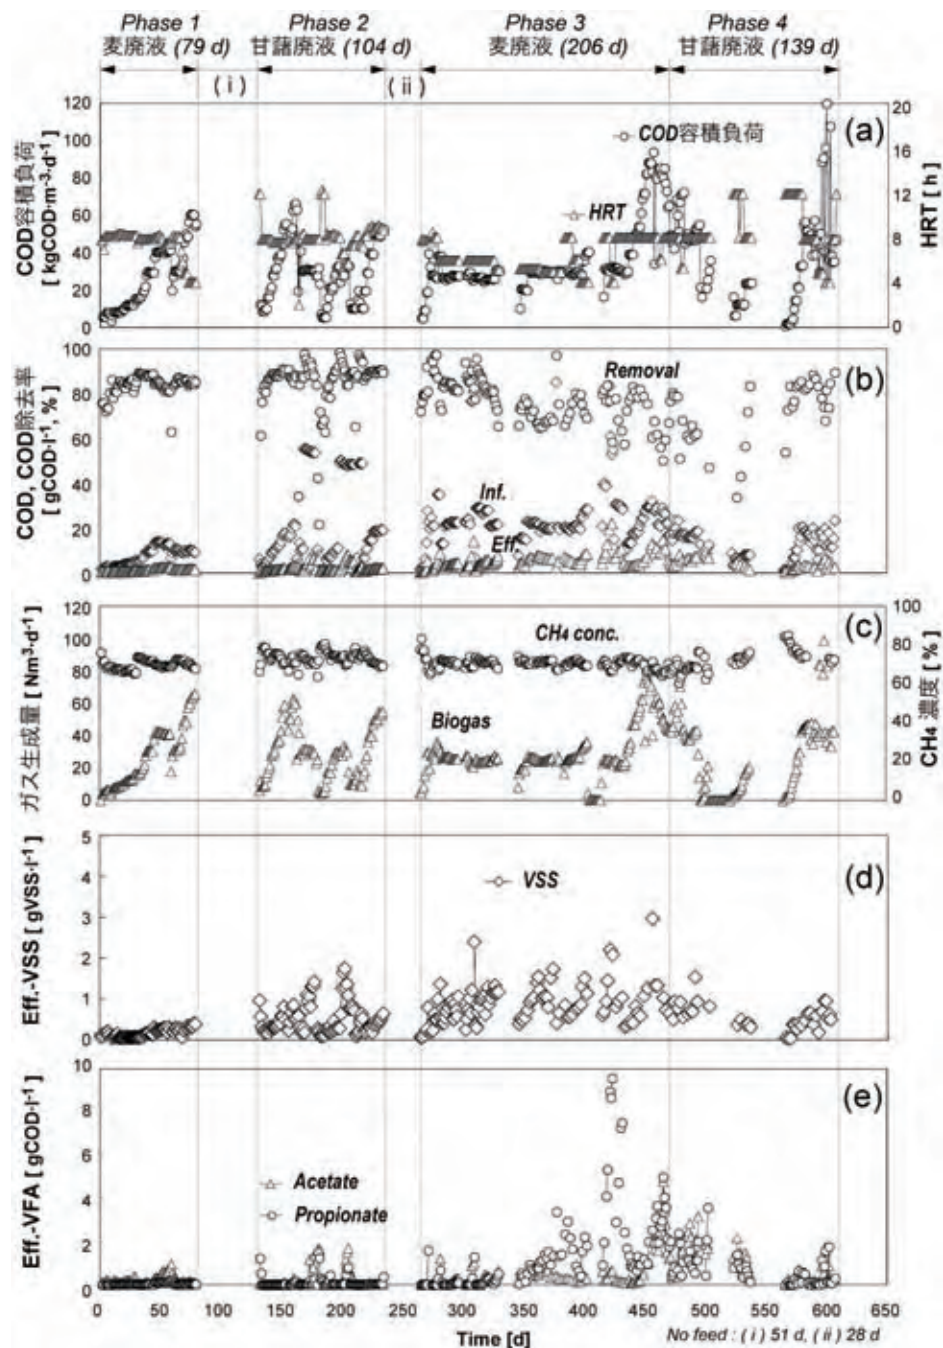 Phase 1 Phase 2 Phase 3 Phase 4
麦廃液 (79 d) 甘藷廃液 (104 d) 麦廃液 (206 d) 甘藷廃液 (139 d)
( i ) ( ii )
COD容積負荷
[ kgCOD·m-3·d-1 ]
120
100
80
60
40
20
0
COD容積負荷
HRT
(a)
20
16
12
8
4
0
HRT [ h ]
COD, COD除去率
[ gCOD·l-1, % ]
100
80
60
40
20
0
Removal
Inf.
Eff.
(b)
ガス生成量 [ Nm3·d-1 ]
120
100
80
60
40
20
0
CH4 conc.
Biogas
(c)
100
80
60
40
20
0
CH4 濃度 [ % ]
Eff.-VSS [ gVSS·l-1 ]
5
4
3
2
1
0
VSS
(d)
Eff.-VFA [ gCOD·l-1 ]
10
8
6
4
2
0
Acetate
Propionate
(e)
0 50 100 150 200 250 300 350 400 450 500 550 600 650
Time [d]
No feed : ( i ) 51 d, ( ii ) 28 d